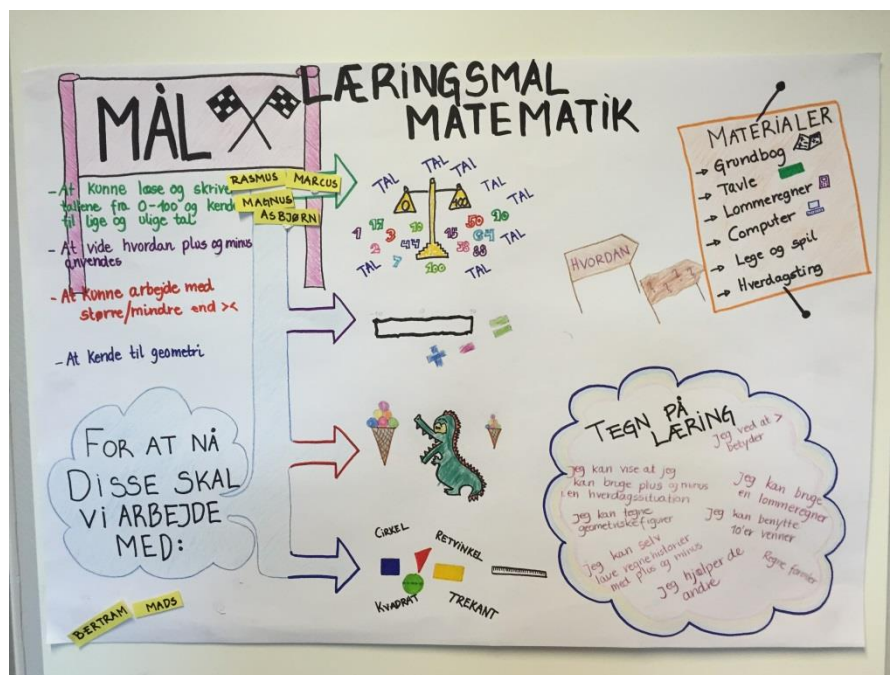 LÆRINGSMAL
MATEMATIK
MÅL
- At kunne læse og skrive
tallene fra 0-100 og kende
til lige og ulige tal
- At vide hvordan plus og minus
anvendes
- At kunne arbejde med
større/mindre end ><
- At kende til geometri
RASMUS
MARCUS
MAGNUS
ASBJØRN
FOR AT NÅ
DISSE SKAL
VI ARBEJDE
MED:
BERTRAM
MADS
TAL
TAL
TAL
TAL
TAL
TAL
TAL
TAL
TAL
0
100
100
CIRKEL
RETVINKEL
KVADRAT
TREKANT
HVORDAN
MATERIALER
→ Grundbog
→ Tavle
→ Lommeregner
→ Computer
→ Lege og spil
→ Hverdagsting
TEGN PÅ
LÆRING
Jeg ved at >
betyder
Jeg kan vise at jeg
kan bruge plus og minus
i en hverdagssituation
Jeg kan bruge
en lommeregner
Jeg kan tegne
geometriske figurer
Jeg kan benytte
10'er venner
Jeg kan selv
lave regnehistorier
med plus og minus
Jeg hjælper de
andre
Regne